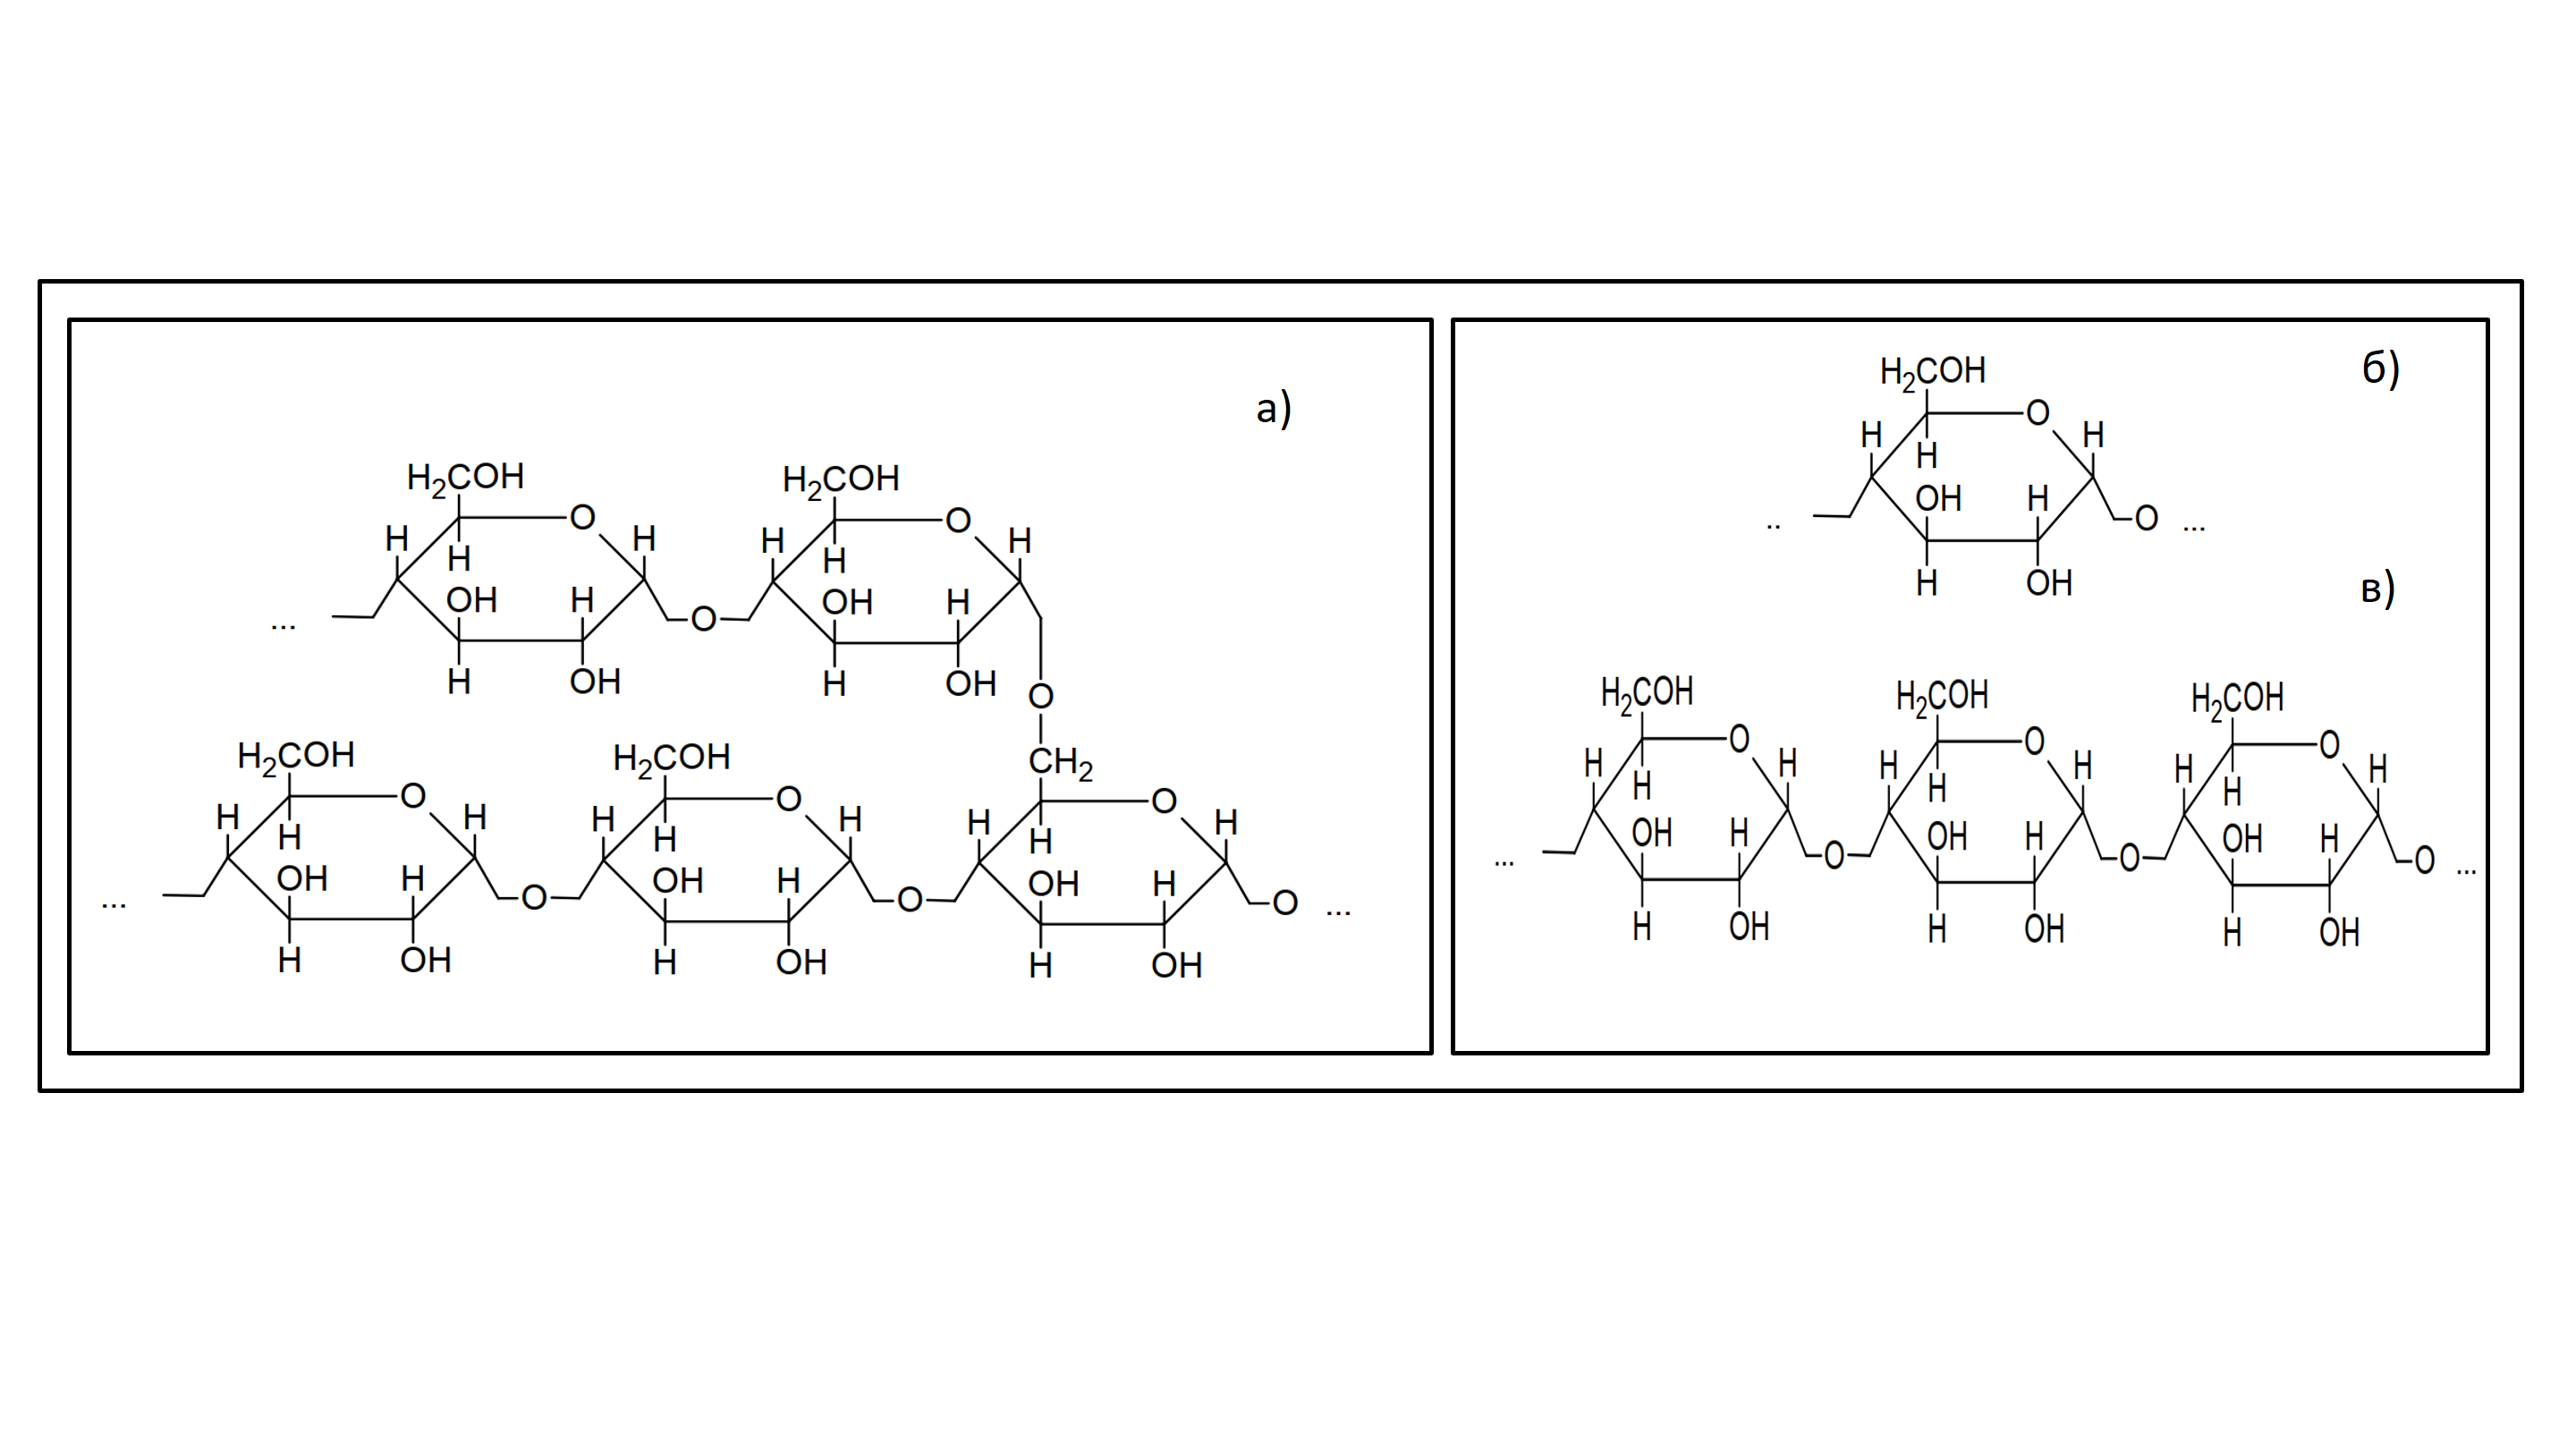 а)
H₂COH H₂COH
O O
H H H H
H H
OH H OH H
... O
H OH H OH
O
H₂COH H₂COH CH₂
O O O
H H H H H H
H H H
OH H OH H OH H
... O O O ...
H OH H OH H OH
б)
H₂COH
O
H H
H
OH H
.. O ...
H OH
в)
H₂COH H₂COH H₂COH
O O O
H H H H H H
H H H
OH H OH H OH H
... O O O ...
H OH H OH H OH